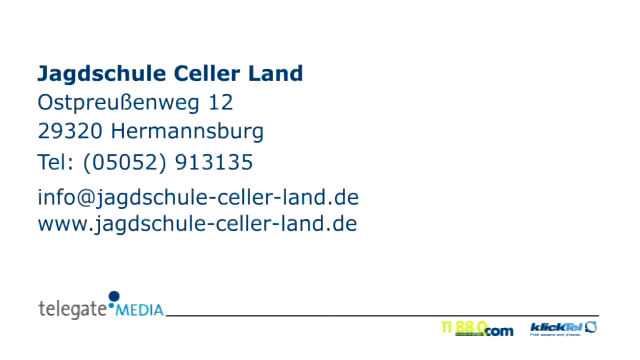 Jagdschule Celler Land
Ostpreußenweg 12
29320 Hermannsburg
Tel: (05052) 913135
info@jagdschule-celler-land.de
www.jagdschule-celler-land.de
telegate MEDIA
11880.com
klickTel